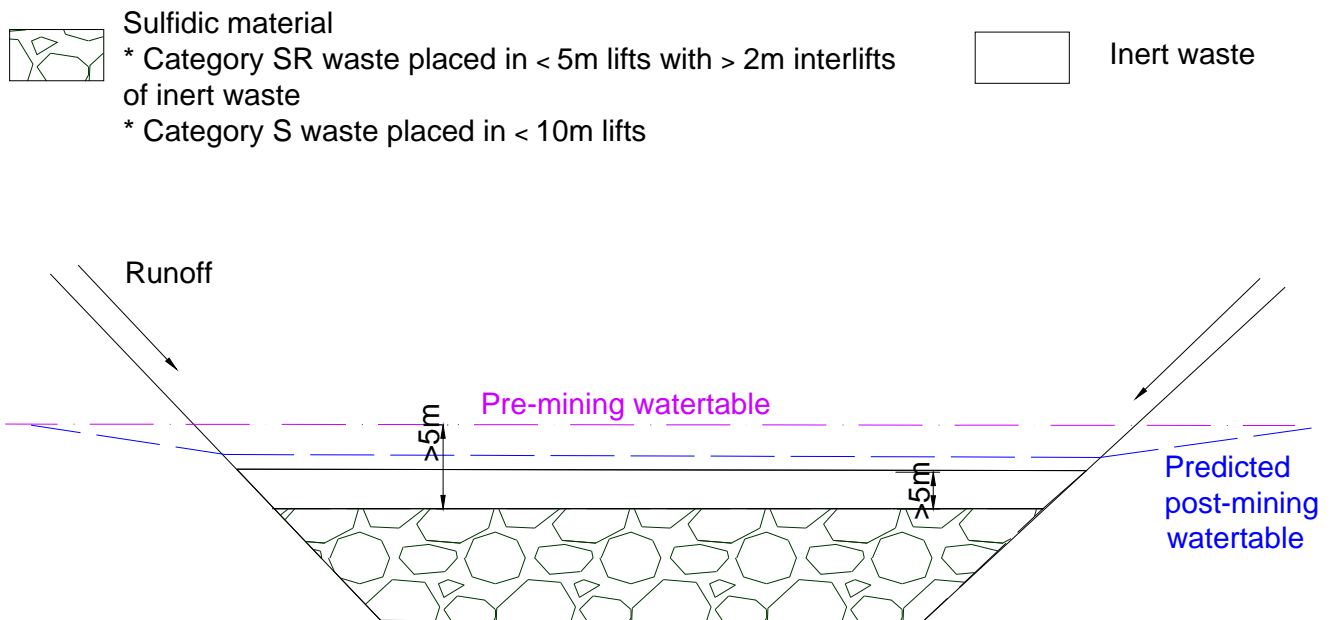 Sulfidic material
* Category SR waste placed in < 5m lifts with > 2m interlifts
of inert waste
* Category S waste placed in < 10m lifts
Inert waste
Runoff
Pre-mining watertable
>5m
>5m
Predicted
post-mining
watertable